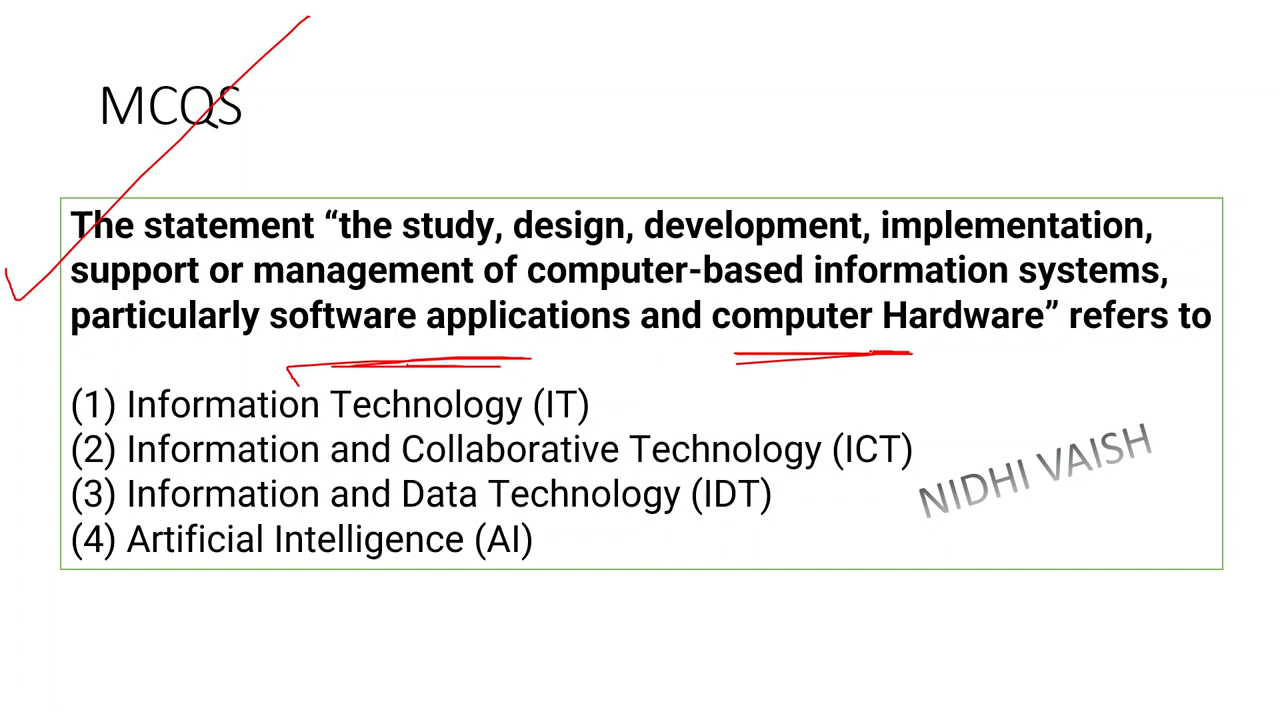 MCQS
The statement “the study, design, development, implementation,
support or management of computer-based information systems,
particularly software applications and computer Hardware” refers to
(1) Information Technology (IT)
(2) Information and Collaborative Technology (ICT)
(3) Information and Data Technology (IDT)
(4) Artificial Intelligence (AI)
NIDHI VAISH